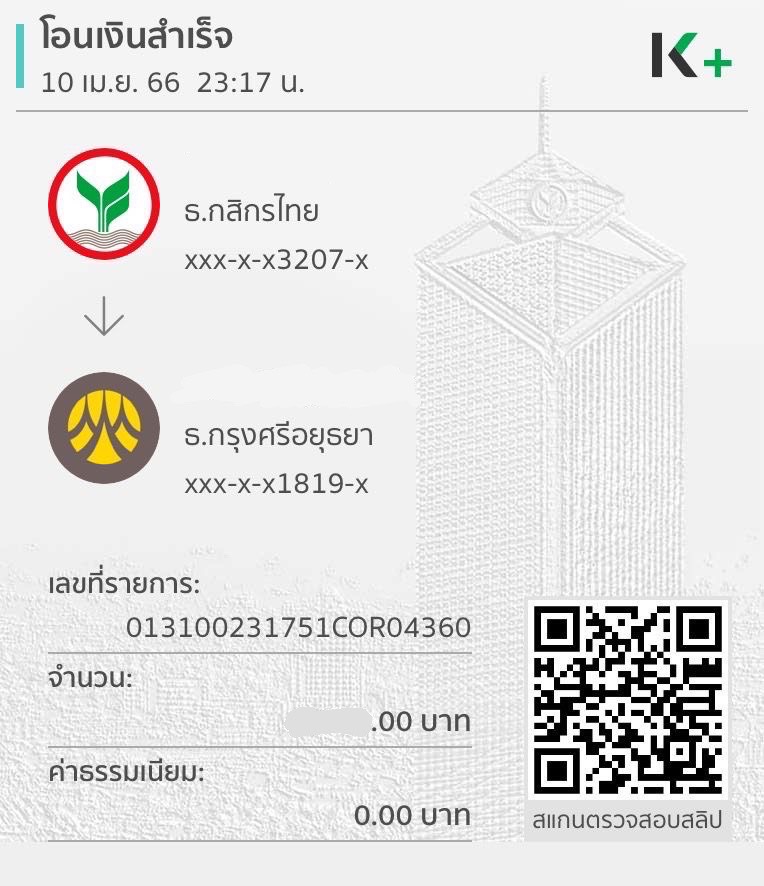 โอนเงินสำเร็จ
10 เม.ย. 66 23:17 น.
K+
ธ.กสิกรไทย
xxx-x-x3207-x
ธ.กรุงศรีอยุธยา
xxx-x-x1819-x
เลขที่รายการ:
013100231751COR04360
จำนวน:
.00 บาท
ค่าธรรมเนียม:
0.00 บาท
สแกนตรวจสอบสลิป